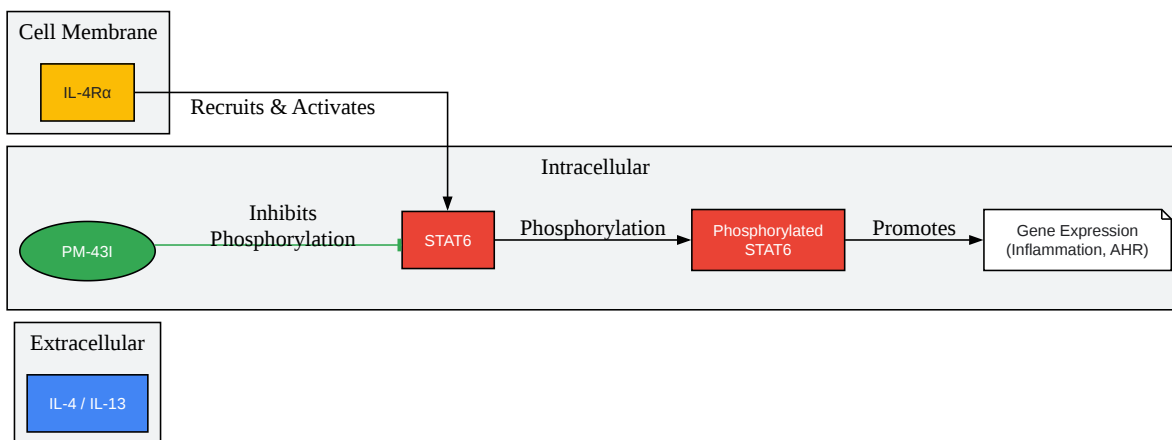 Cell Membrane
IL-4Rα
Recruits & Activates
Intracellular
PM-43I
Inhibits
Phosphorylation
STAT6
Phosphorylation
Phosphorylated
STAT6
Promotes
Gene Expression
(Inflammation, AHR)
Extracellular
IL-4 / IL-13